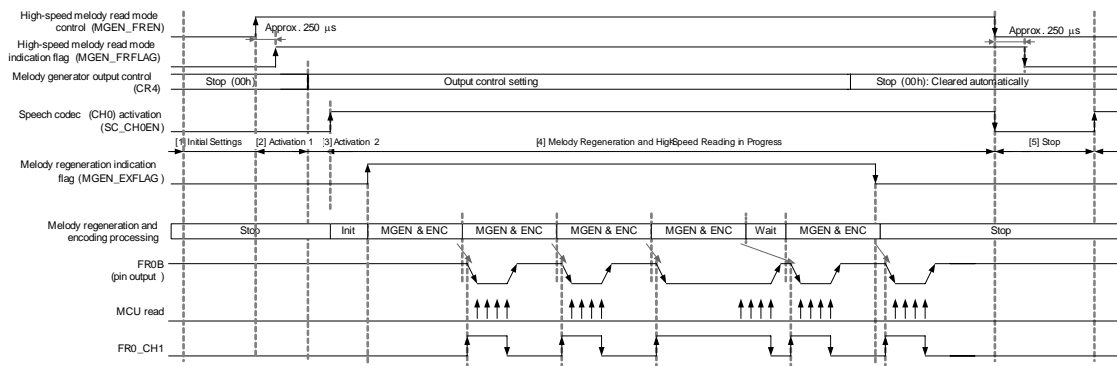 High-speed melody read mode
control (MGEN_FREN)
Approx. 250 μs
Approx. 250 μs
High-speed melody read mode
indication flag (MGEN_FRFLAG)
Melody generator output control
(CR4)
Stop (00h)
Output control setting
Stop (00h): Cleared automatically
Speech codec (CH0) activation
(SC_CH0EN)
[1] Initial Settings
[2] Activation 1
[3] Activation 2
[4] Melody Regeneration and High-Speed Reading in Progress
[5] Stop
Melody regeneration indication
flag (MGEN_EXFLAG)
Melody regeneration and
encoding processing
Stop
Init
MGEN & ENC
MGEN & ENC
MGEN & ENC
MGEN & ENC
Wait
MGEN & ENC
Stop
FR0B
(pin output)
MCU read
FR0_CH1